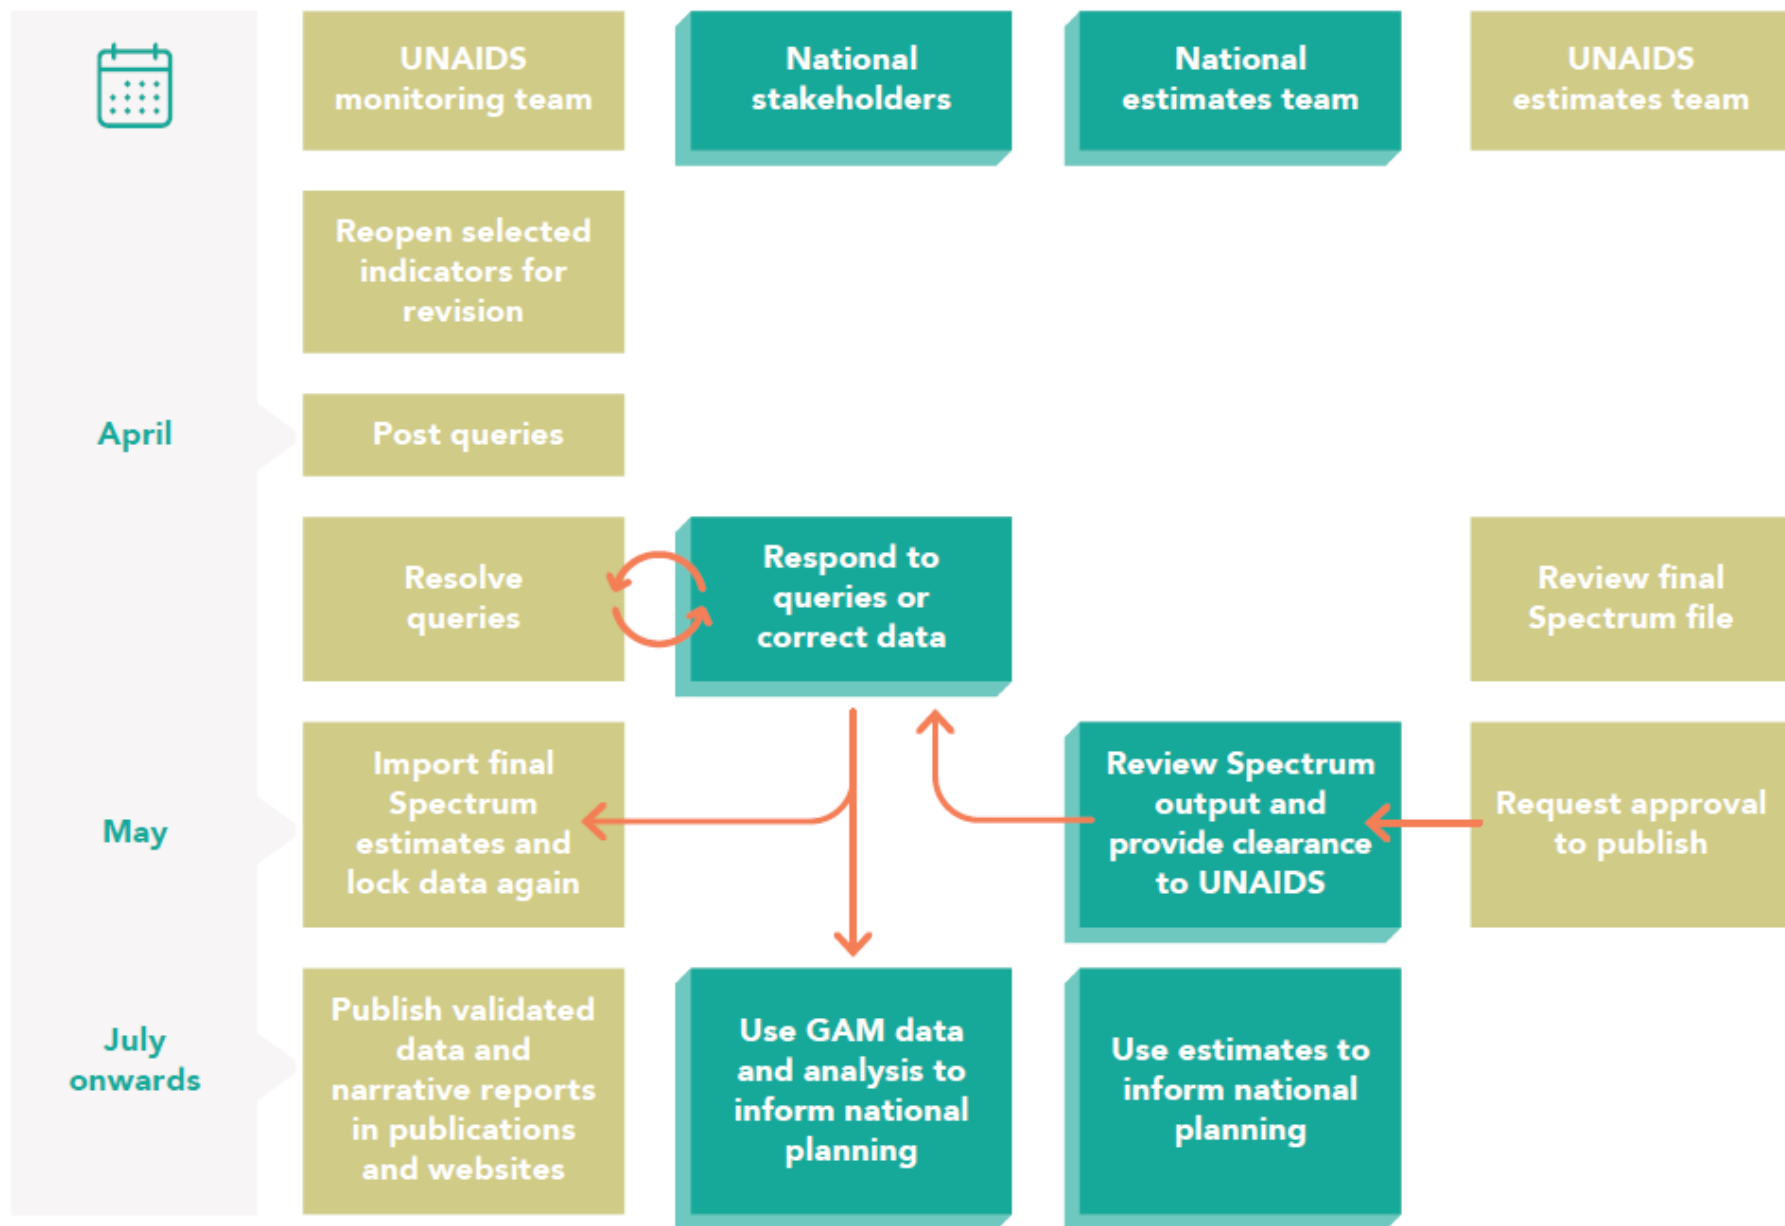 UNAIDS
monitoring team
National
stakeholders
National
estimates team
UNAIDS
estimates team
Reopen selected
indicators for
revision
April
Post queries
Resolve
queries
Respond to
queries or
correct data
Review final
Spectrum file
May
Import final
Spectrum
estimates and
lock data again
Review Spectrum
output and
provide clearance
to UNAIDS
Request approval
to publish
July
onwards
Publish validated
data and
narrative reports
in publications
and websites
Use GAM data
and analysis to
inform national
planning
Use estimates to
inform national
planning